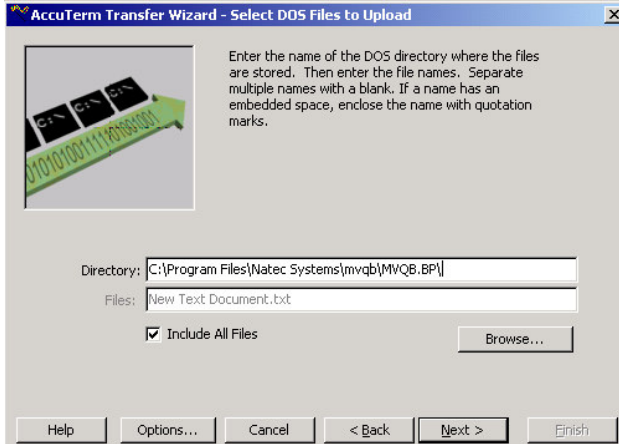 AccuTerm Transfer Wizard - Select DOS Files to Upload
Enter the name of the DOS directory where the files
are stored. Then enter the file names. Separate
multiple names with a blank. If a name has an
embedded space, enclose the name with quotation
marks.
C:\ C:\ C:\ C:\
Directory: C:\Program Files\Natec Systems\mvqb\MVQB.BP\
Files: New Text Document.txt
Include All Files
Browse...
Help Options... Cancel < Back Next > Finish